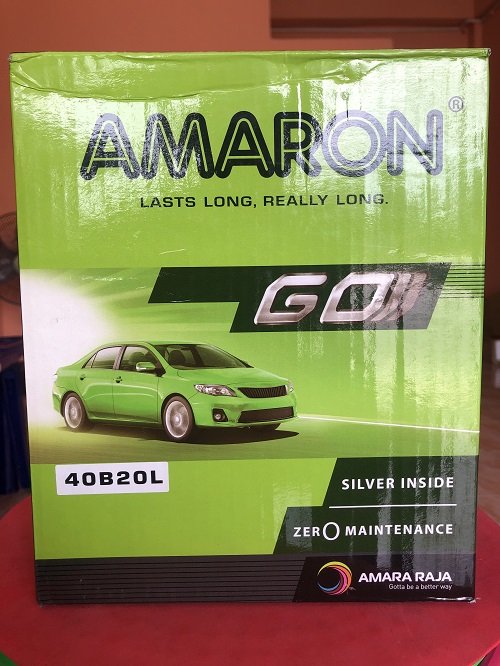 AMARON®
LASTS LONG, REALLY LONG.
GO
40B20L
SILVER INSIDE
ZERO MAINTENANCE
AMARA RAJA
Gotta be a better way